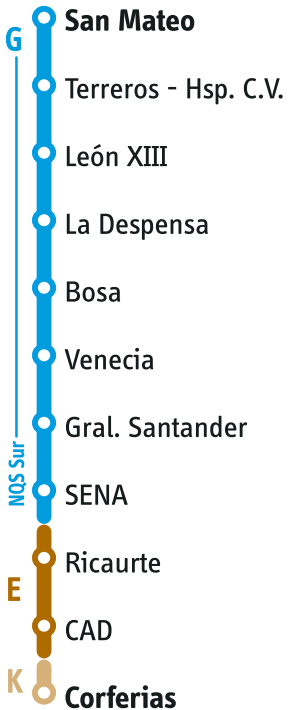 San Mateo
G
Terreros - Hsp. C.V.
León XIII
La Despensa
Bosa
Venecia
Gral. Santander
NQS Sur
SENA
Ricaurte
E
CAD
K
Corferias